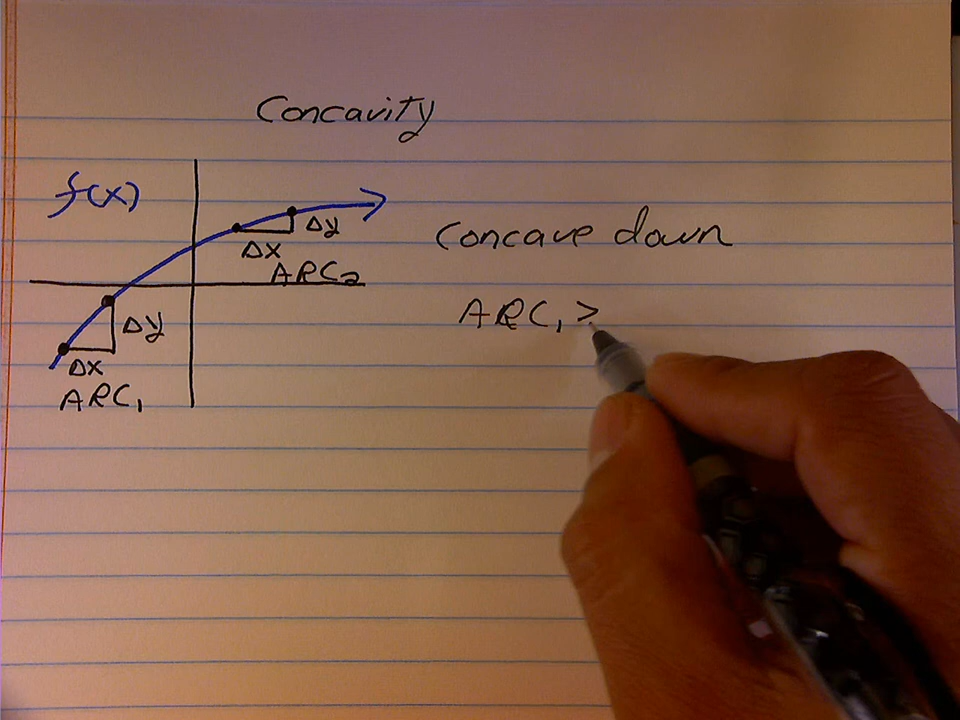 Concavity
f(x)
Δy
Δx
ARC₂
Concave down
ARC₁ >
Δy
Δx
ARC₁